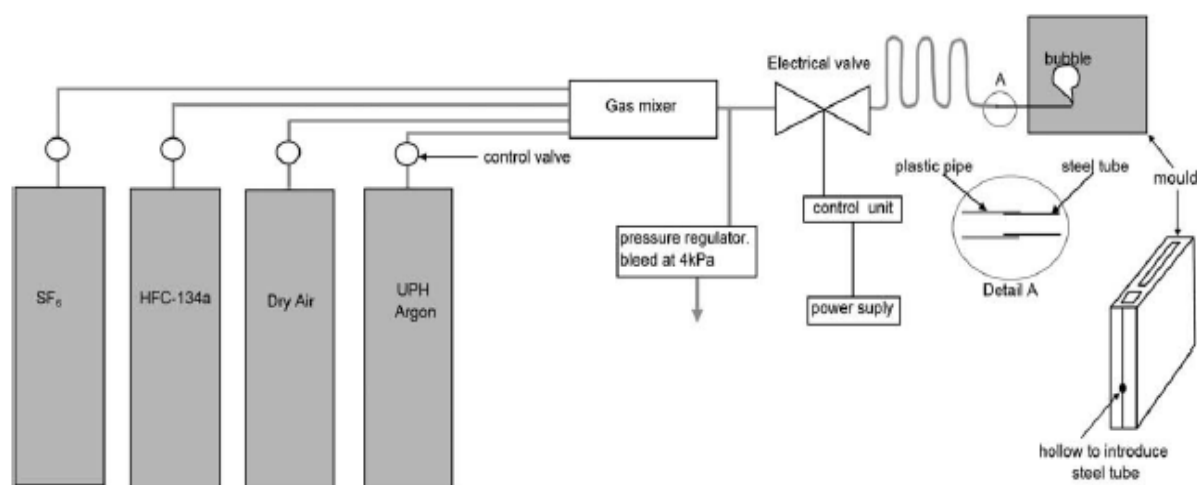 bubble
Electrical valve
A
Gas mixer
control valve
plastic pipe
steel tube
mould
control unit
pressure regulator.
bleed at 4kPa
SF₆
HFC-134a
Dry Air
UPH
Argon
Detail A
power suply
hollow to introduce
steel tube